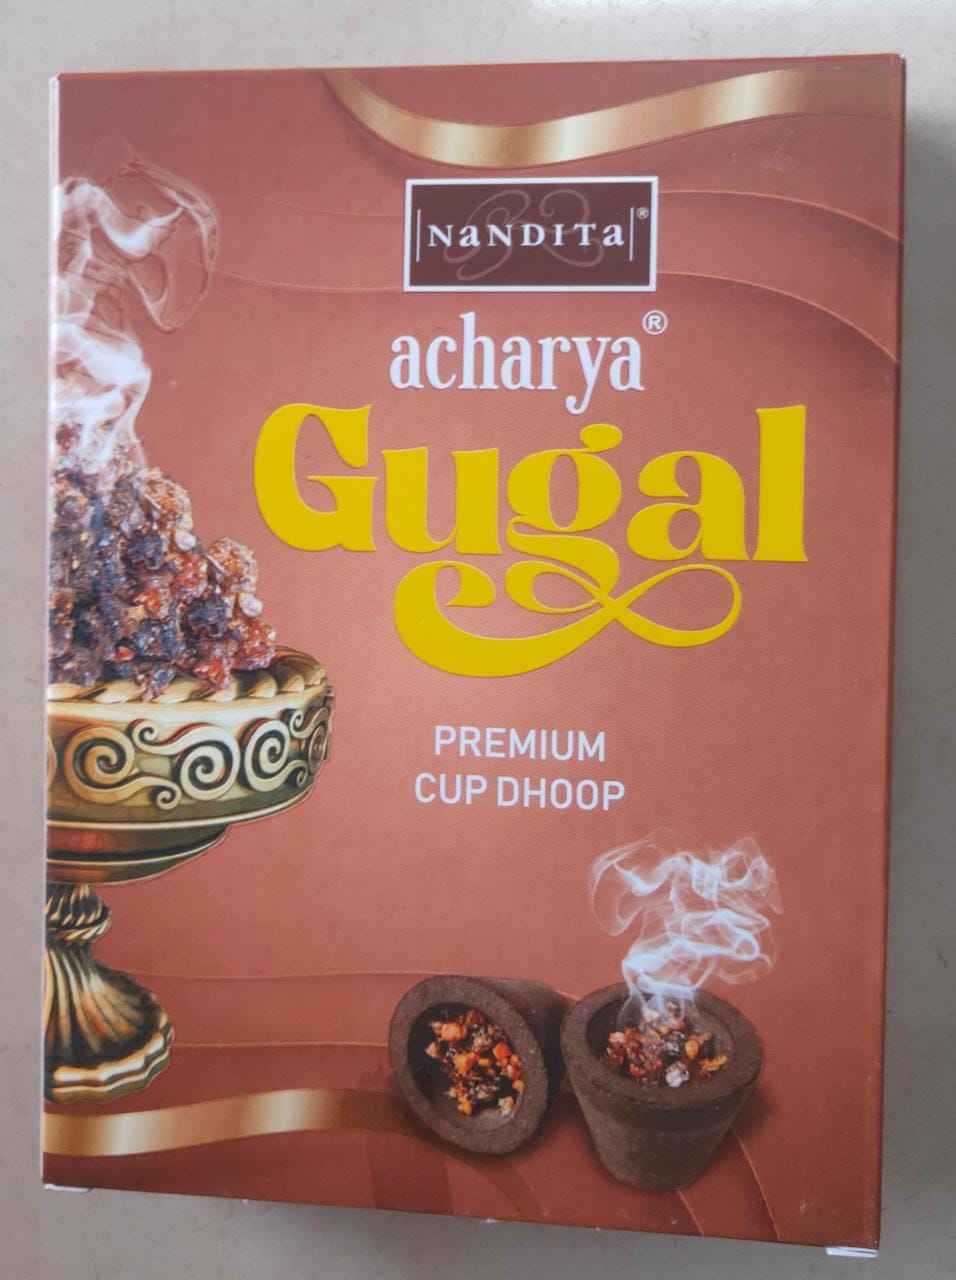 NaNDITa®
acharya®
Gugal
PREMIUM
CUP DHOOP